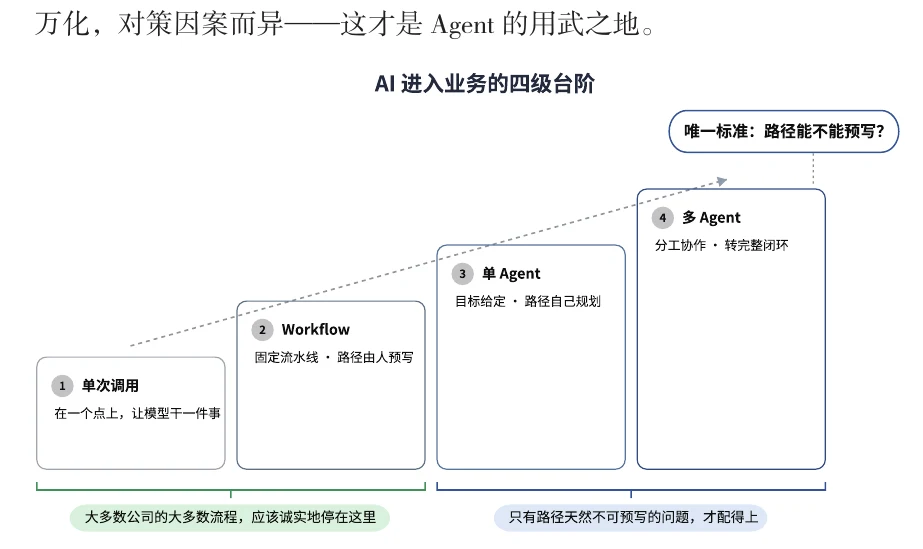 万化，对策因案而异——这才是 Agent 的用武之地。
AI 进入业务的四级台阶
唯一标准：路径能不能预写？
4 多 Agent
分工协作 · 转完整闭环
3 单 Agent
目标给定 · 路径自己规划
2 Workflow
固定流水线 · 路径由人预写
1 单次调用
在一个点上，让模型干一件事
大多数公司的大多数流程，应该诚实地停在这里
只有路径天然不可预写的问题，才配得上